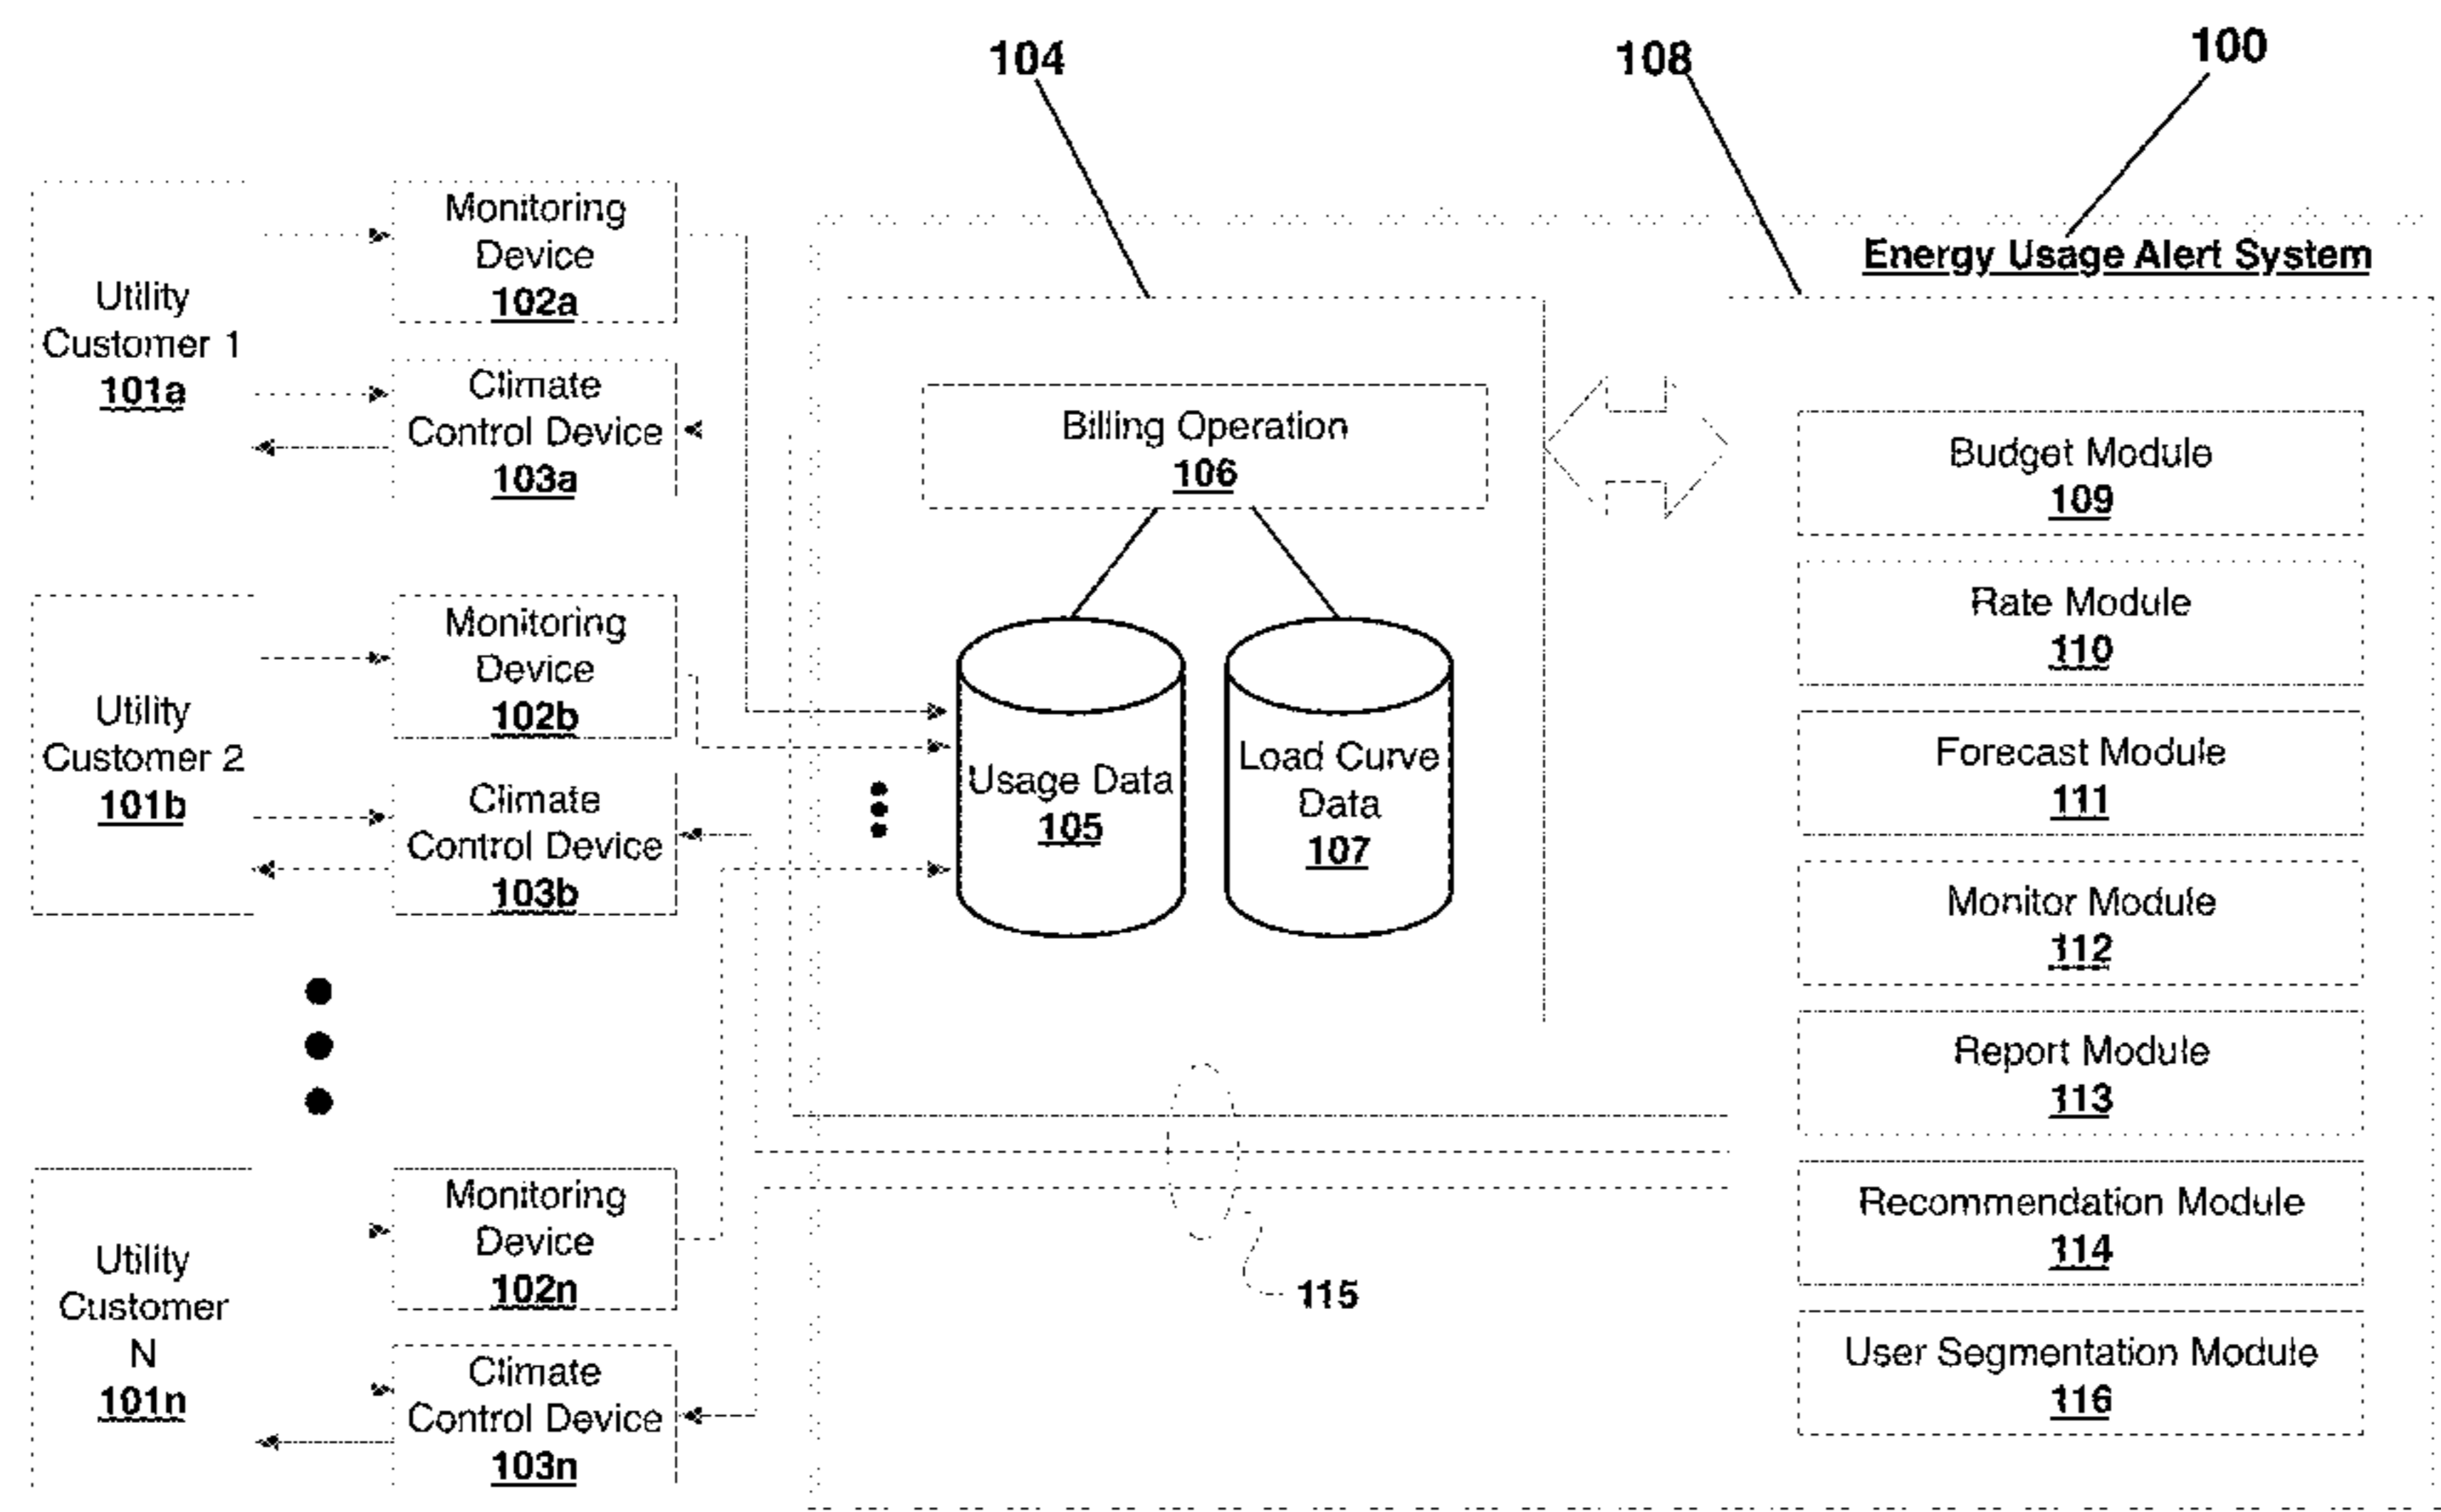 104
108
100
Energy Usage Alert System
Utility
Customer 1
101a
Monitoring
Device
102a
Climate
Control Device
103a
Utility
Customer 2
101b
Monitoring
Device
102b
Climate
Control Device
103b
Utility
Customer
N
101n
Monitoring
Device
102n
Climate
Control Device
103n
Billing Operation
106
Usage Data
105
Load Curve
Data
107
115
Budget Module
109
Rate Module
110
Forecast Module
111
Monitor Module
112
Report Module
113
Recommendation Module
114
User Segmentation Module
116